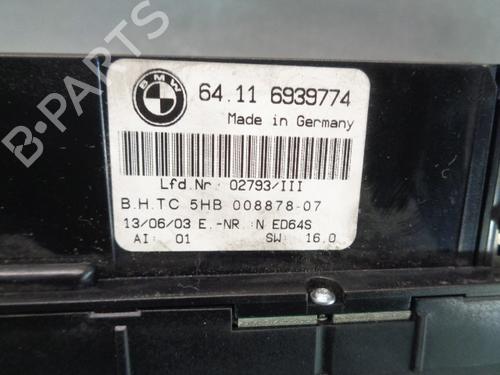 BMW
64.11 6939774
Made in Germany
Lfd.Nr.: 02793/III
B.H.TC 5HB 008878-07
13/06/03 E.-NR.:N ED64S
AI: 01 SW: 16.0
B-PARTS